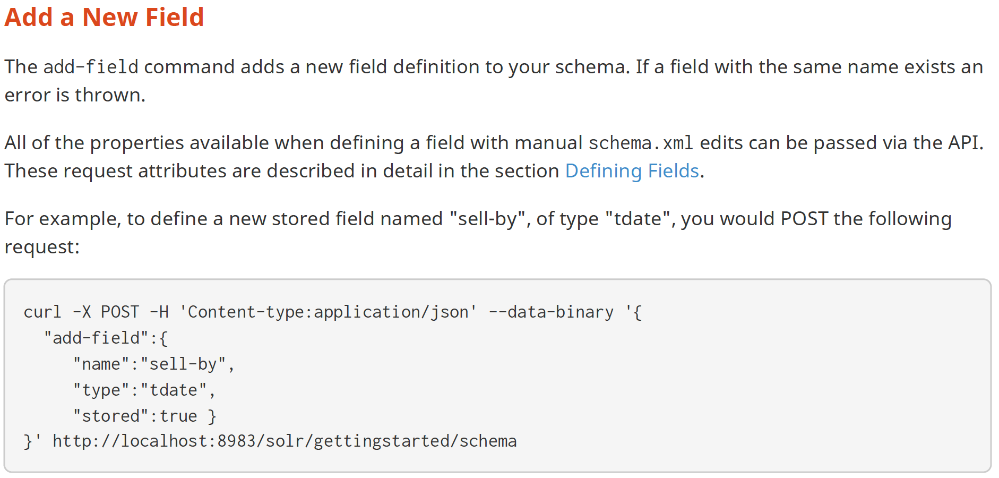 Add a New Field
The add-field command adds a new field definition to your schema. If a field with the same name exists an
error is thrown.
All of the properties available when defining a field with manual schema.xml edits can be passed via the API.
These request attributes are described in detail in the section Defining Fields.
For example, to define a new stored field named "sell-by", of type "tdate", you would POST the following
request:
curl -X POST -H 'Content-type:application/json' --data-binary '{
  "add-field":{
     "name":"sell-by",
     "type":"tdate",
     "stored":true }
}' http://localhost:8983/solr/gettingstarted/schema